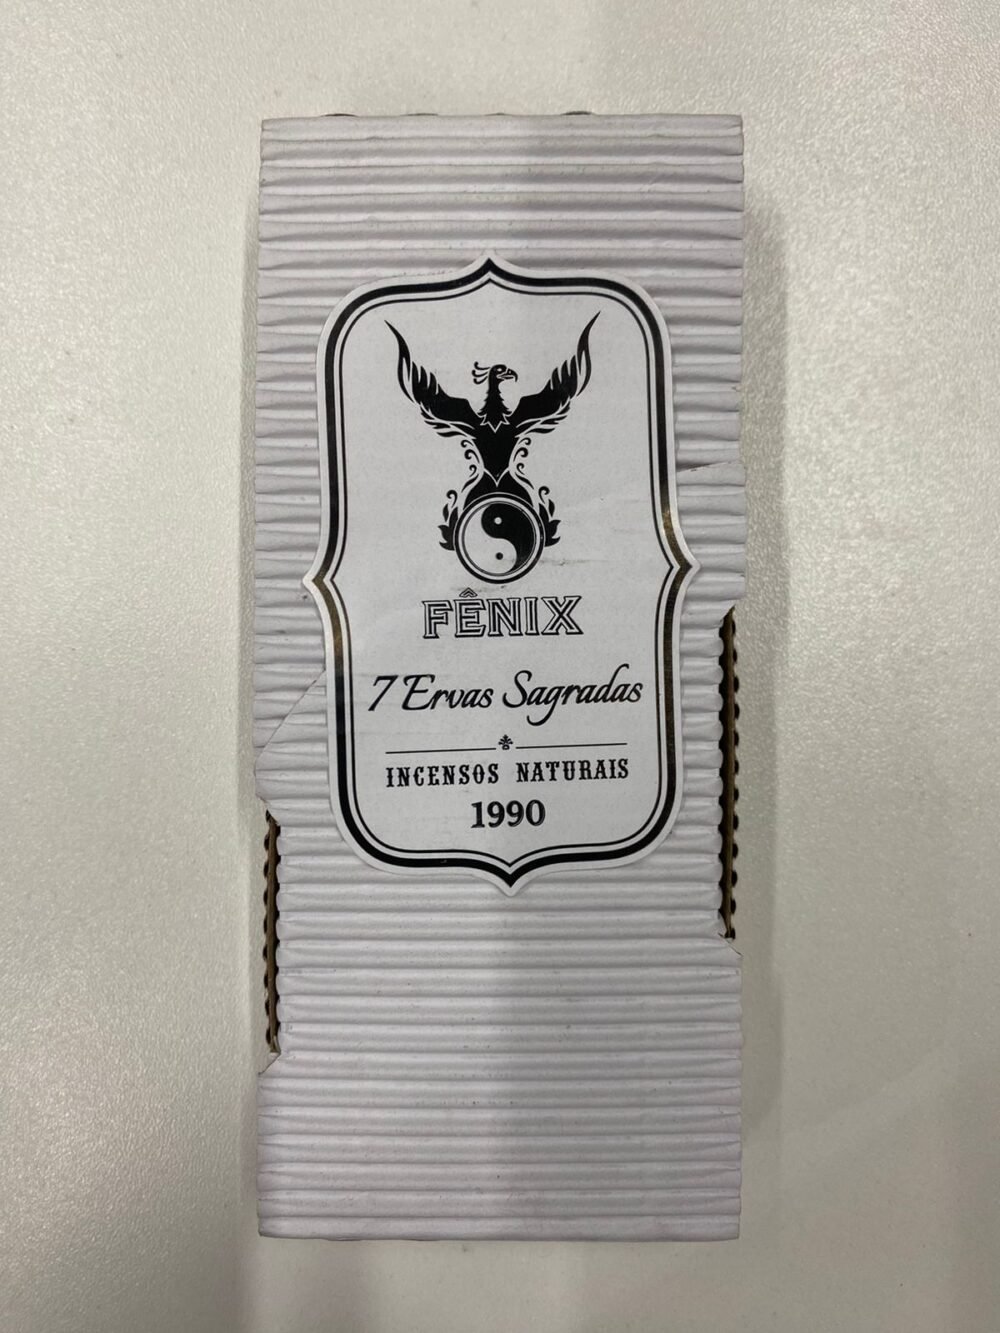 FÊNIX
7 Ervas Sagradas
INCENSOS NATURAIS
1990